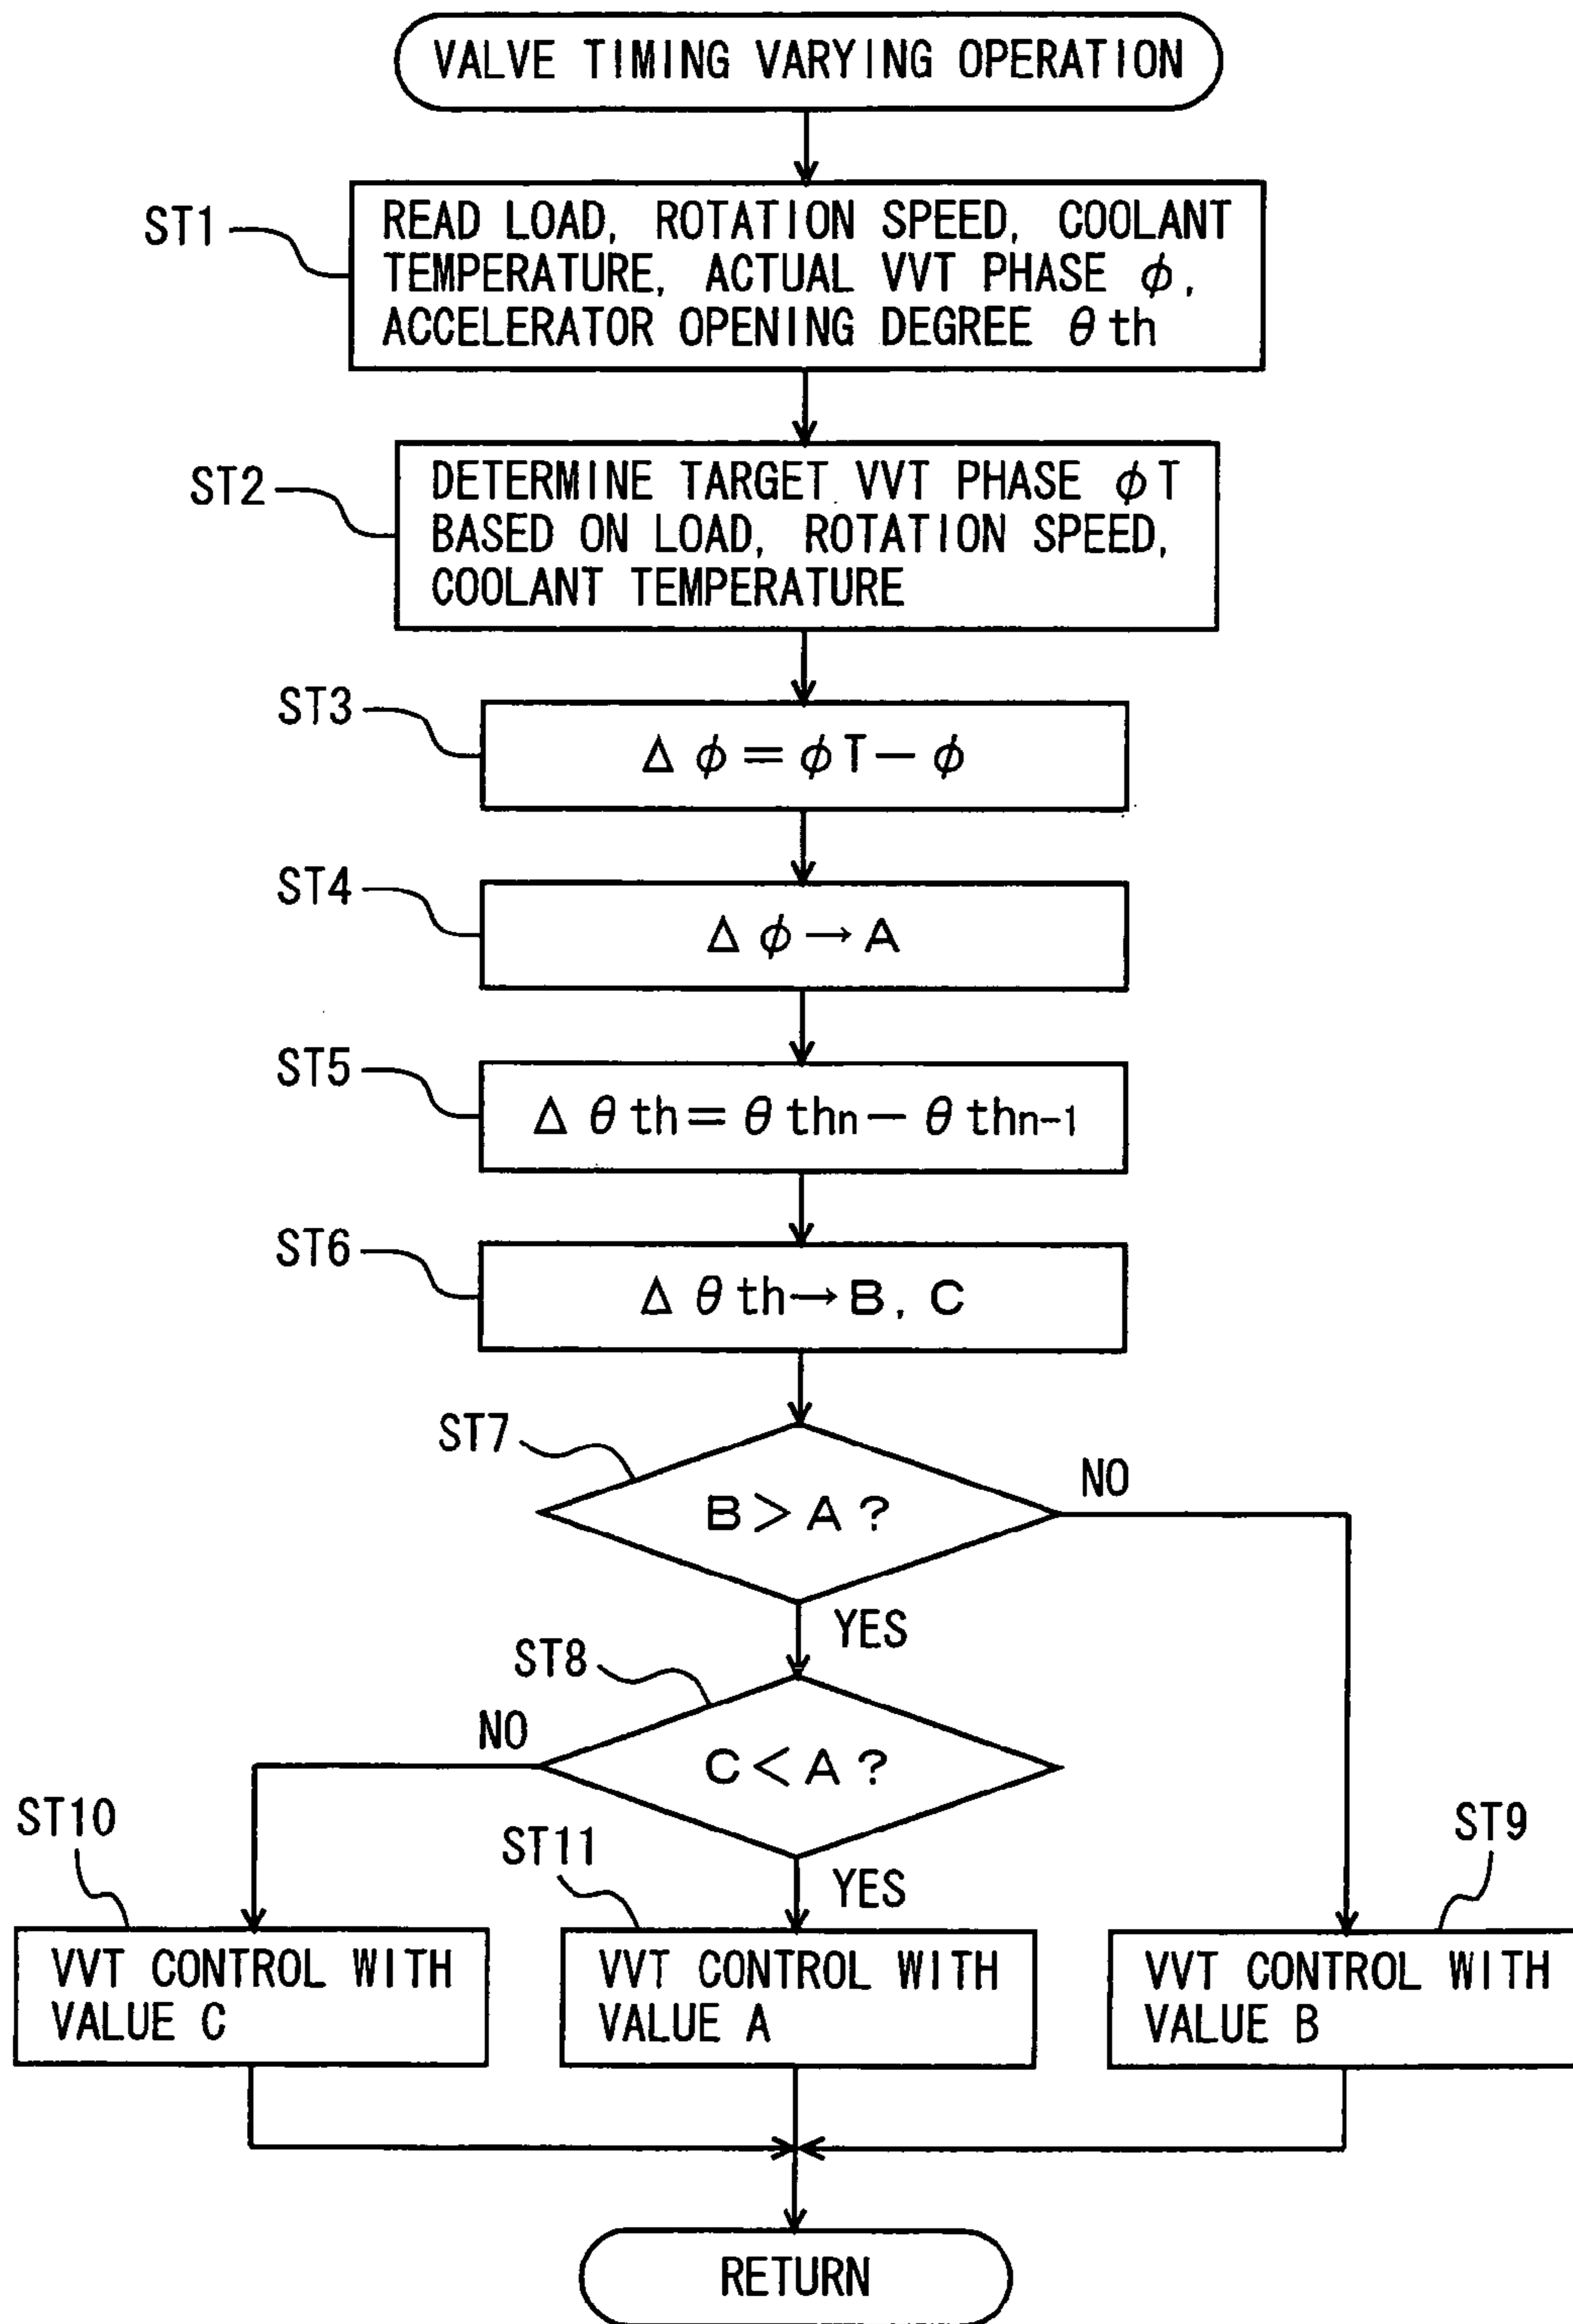 VALVE TIMING VARYING OPERATION
ST1
READ LOAD, ROTATION SPEED, COOLANT
TEMPERATURE, ACTUAL VVT PHASE φ,
ACCELERATOR OPENING DEGREE θth
ST2
DETERMINE TARGET VVT PHASE φT
BASED ON LOAD, ROTATION SPEED,
COOLANT TEMPERATURE
ST3
Δφ=φT−φ
ST4
Δφ→A
ST5
Δθth=θthn−θthn-1
ST6
Δθth→B, C
ST7
B>A?
NO
YES
ST8
C<A?
NO
YES
ST10
VVT CONTROL WITH
VALUE C
ST11
VVT CONTROL WITH
VALUE A
ST9
VVT CONTROL WITH
VALUE B
RETURN